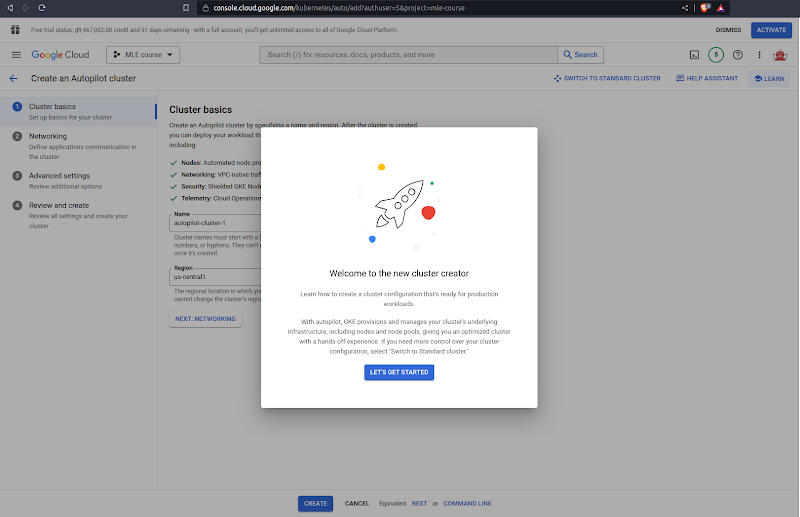 console.cloud.google.com/kubernetes/auto/add?authuser=5&project=mle-course
Free trial status: ₫9,467,002.00 credit and 91 days remaining - with a full account, you'll get unlimited access to all of Google Cloud Platform.
DISMISS
ACTIVATE
Google Cloud
MLE course
Search (/) for resources, docs, products, and more
Search
5
Create an Autopilot cluster
SWITCH TO STANDARD CLUSTER
HELP ASSISTANT
LEARN
1 Cluster basics
Set up basics for your cluster
2 Networking
Define applications communication in
the cluster
3 Advanced settings
Review additional options
4 Review and create
Review all settings and create your
cluster
Cluster basics
Create an Autopilot cluster by specifying a name and region. After the cluster is created,
you can deploy your workload th
including:
Nodes: Automated node pro
Networking: VPC-native traff
Security: Shielded GKE Node
Telemetry: Cloud Operations
Name
autopilot-cluster-1
Cluster names must start with a l
numbers, or hyphens. They can't e
once it's created.
Region
us-central1
The regional location in which you
cannot change the cluster's regio
NEXT: NETWORKING
Welcome to the new cluster creator
Learn how to create a cluster configuration that's ready for production
workloads.
With autopilot, GKE provisions and manages your cluster's underlying
infrastructure, including nodes and node pools, giving you an optimized cluster
with a hands-off experience. If you need more control over your cluster
configuration, select "Switch to Standard cluster."
LET'S GET STARTED
CREATE
CANCEL
Equivalent REST or COMMAND LINE